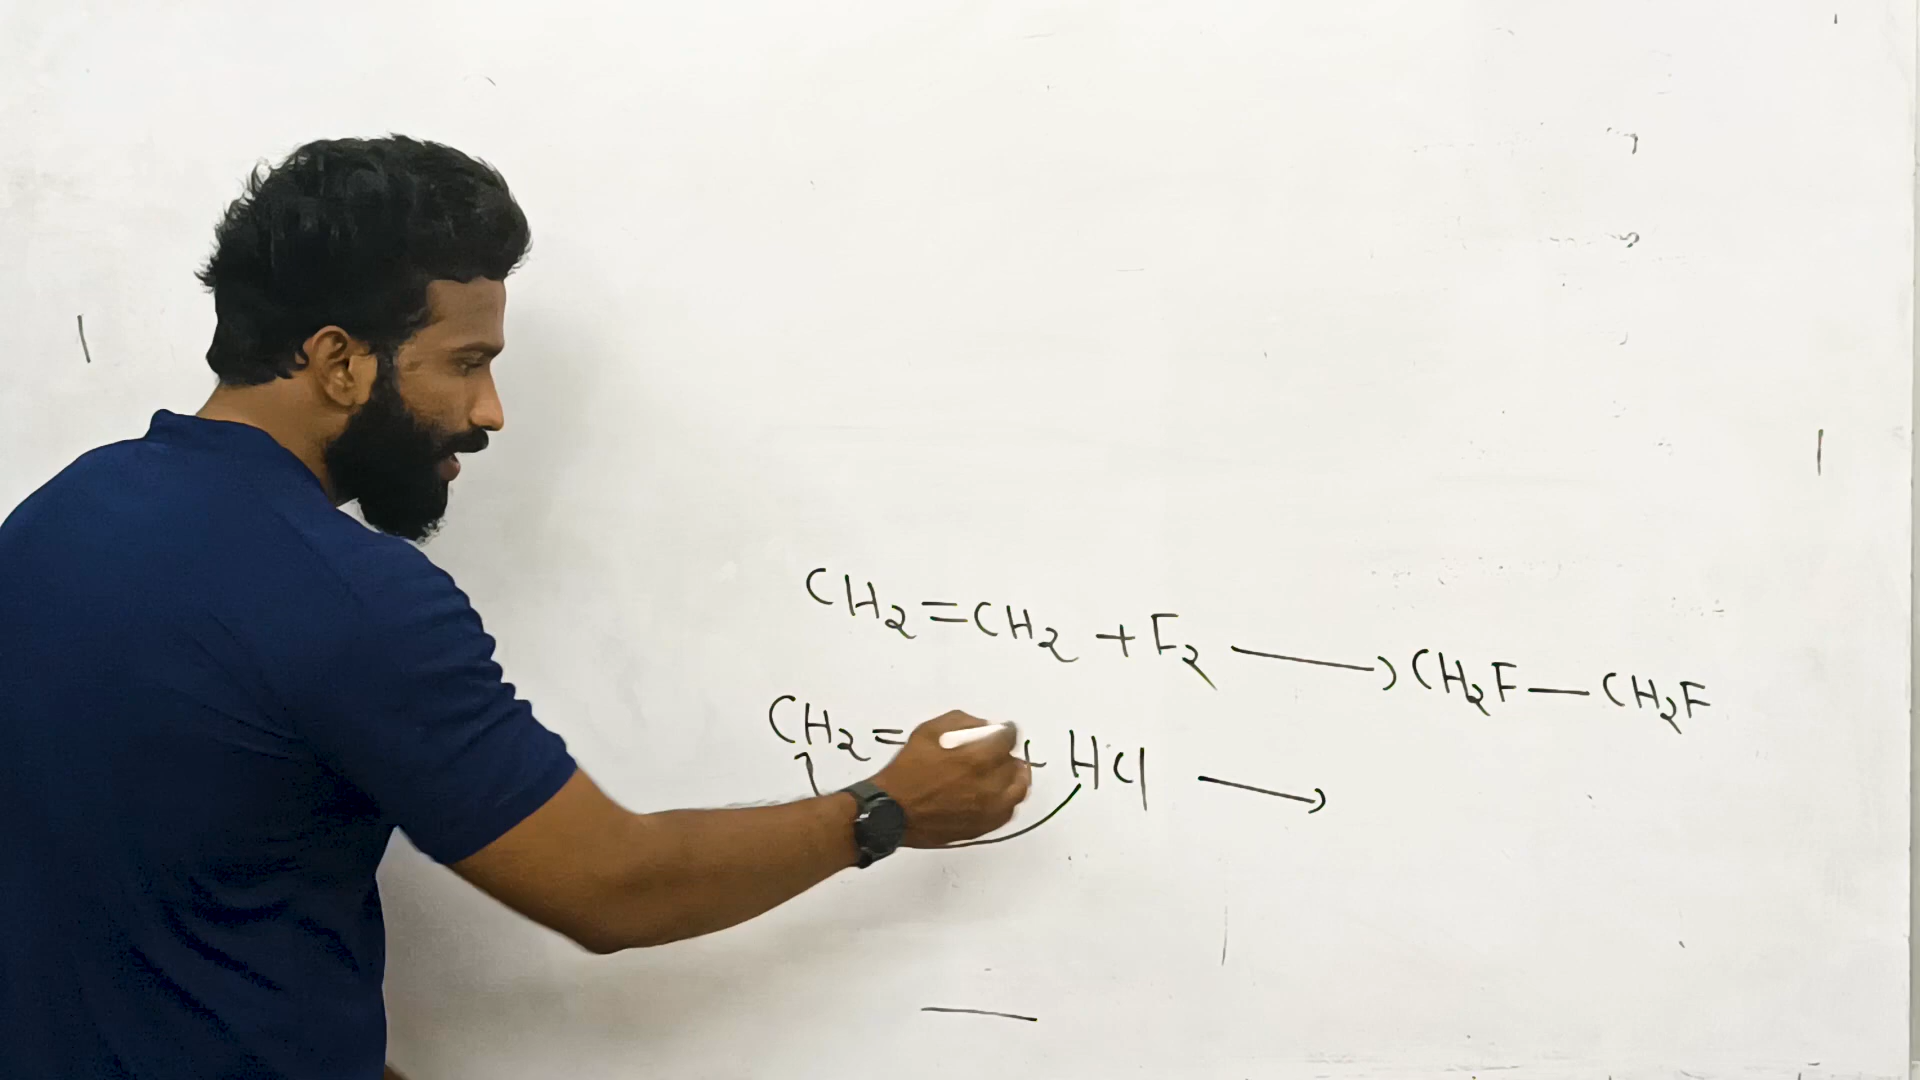 CH₂=CH₂ + F₂ ⟶ CH₂F—CH₂F
CH₂= + HCl ⟶